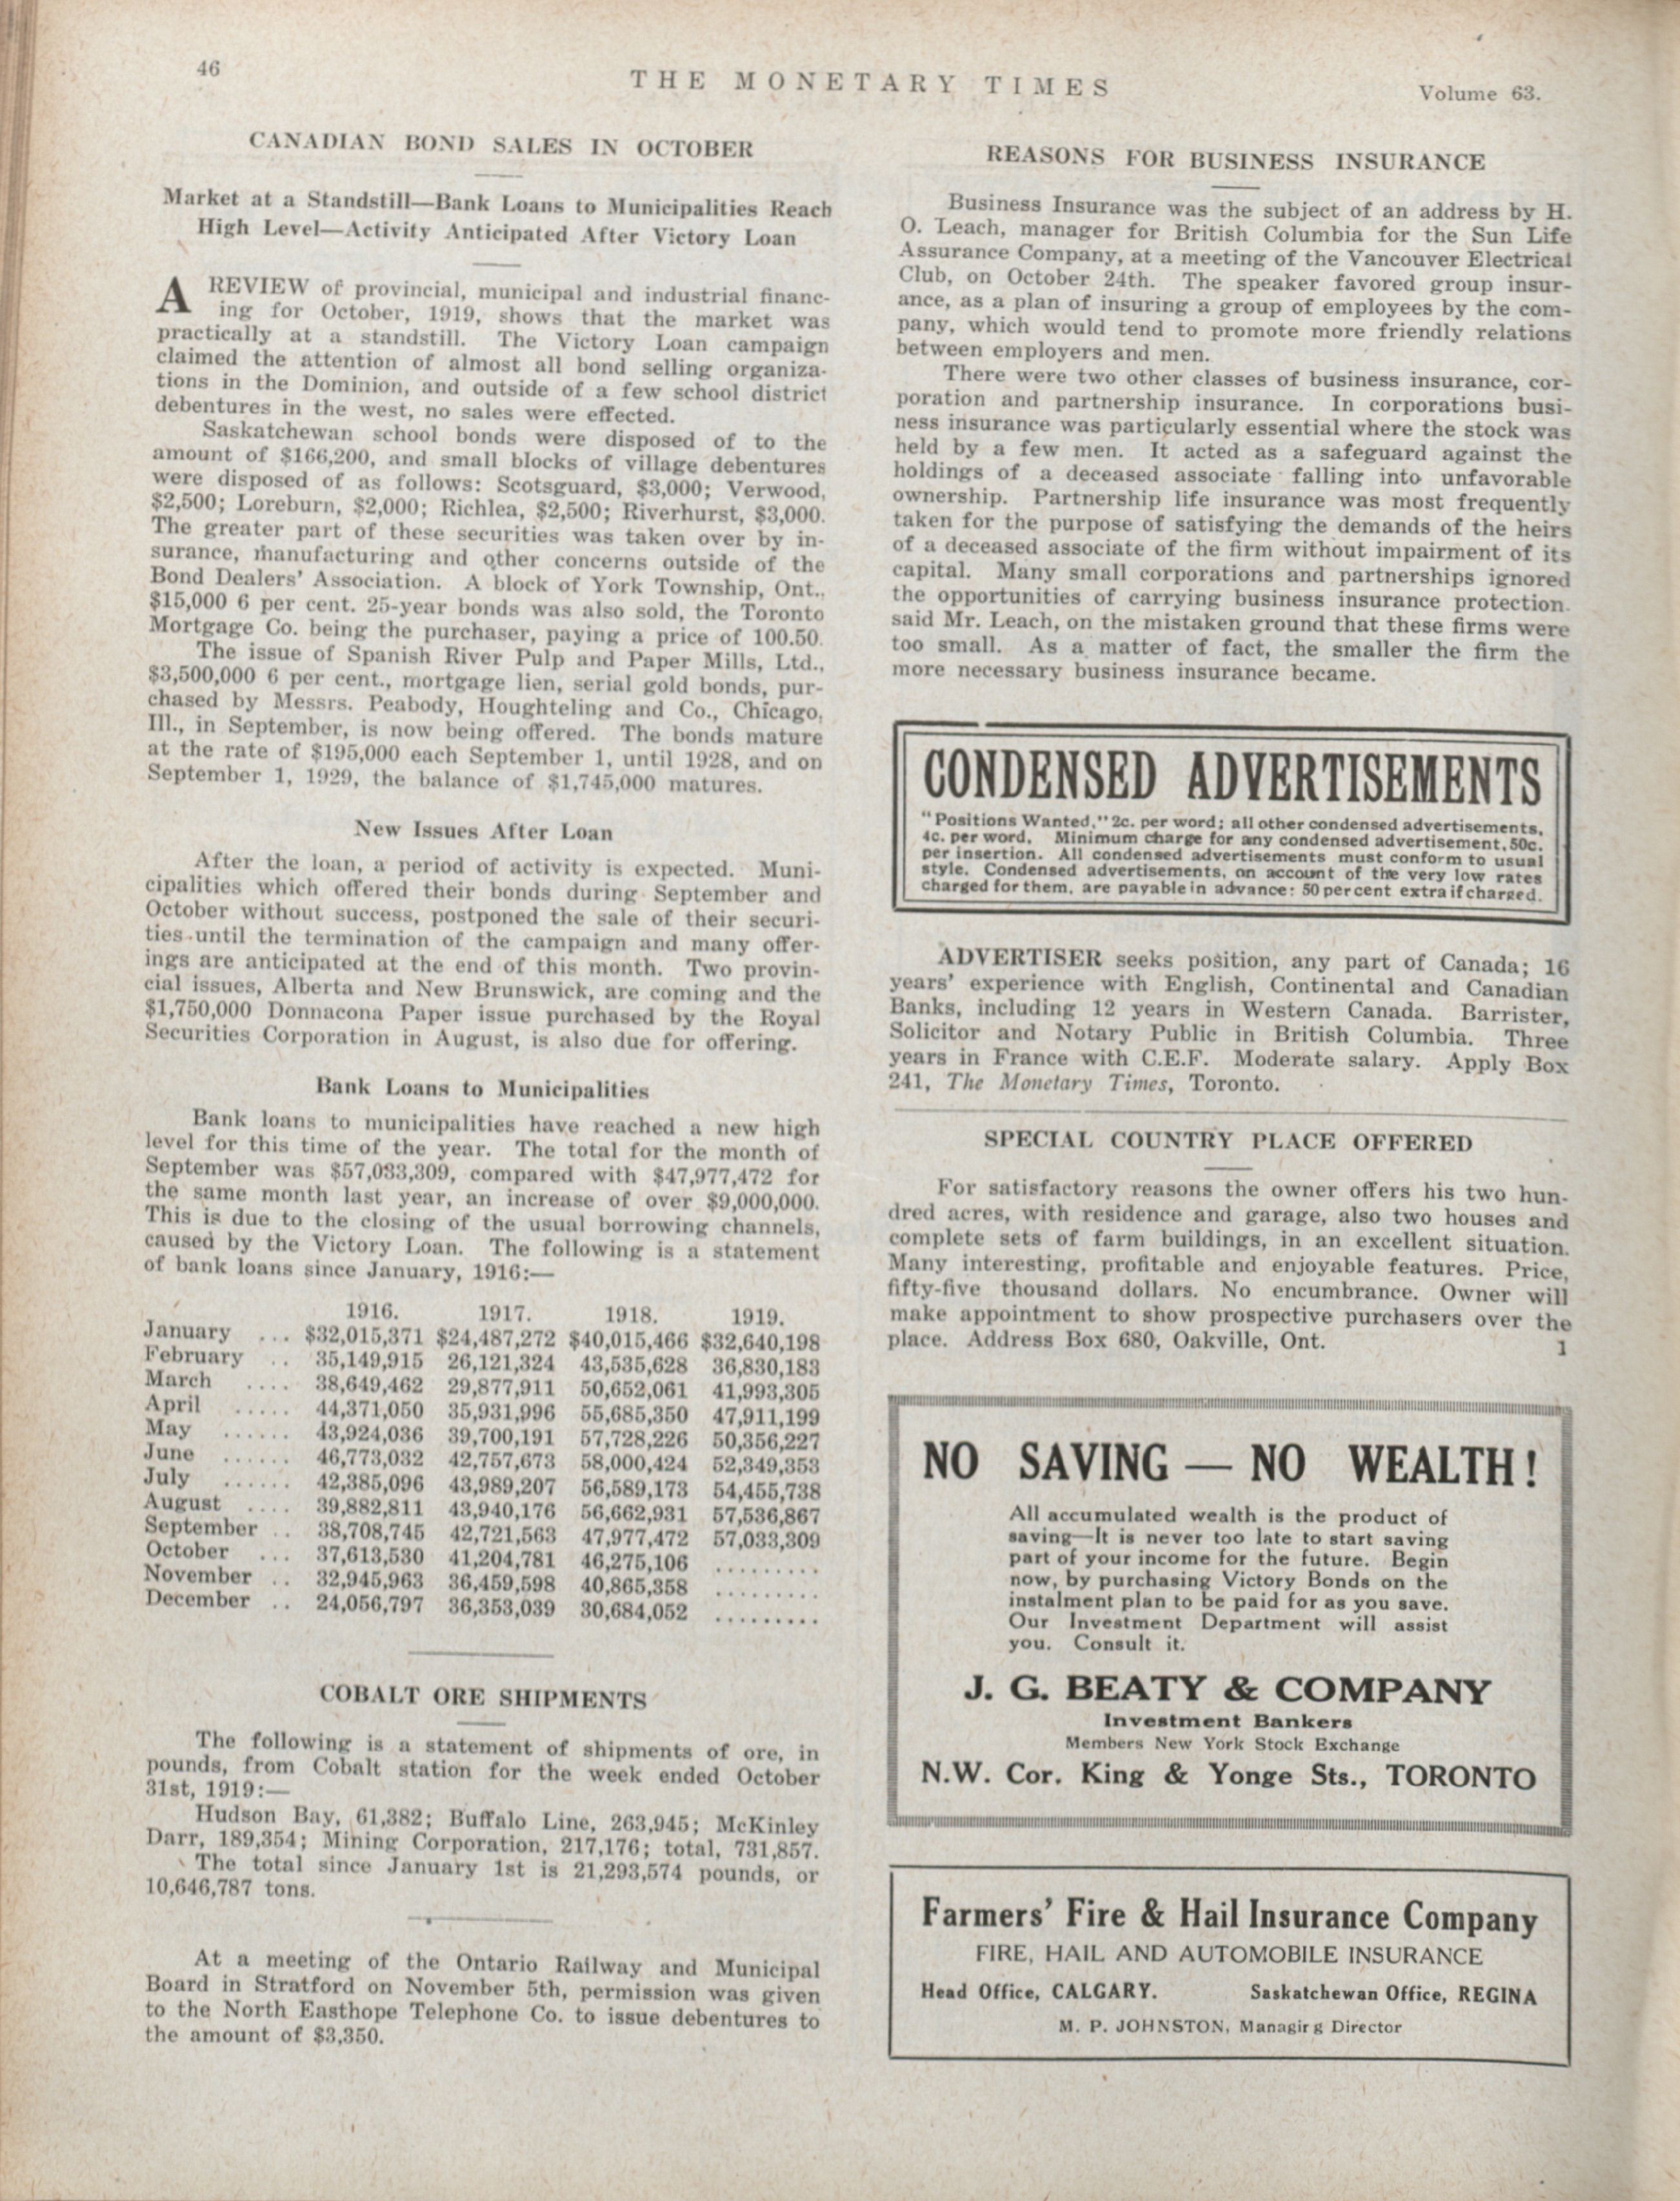 46
THE MONETARY TIMES
Volume 63.
CANADIAN BOND SALES IN OCTOBER
Market at a Standstill—Bank Loans to Municipalities Reach
High Level—Activity Anticipated After Victory Loan
A REVIEW of provincial, municipal and industrial financ-
ing for October, 1919, shows that the market was
practically at a standstill. The Victory Loan campaign
claimed the attention of almost all bond selling organiza-
tions in the Dominion, and outside of a few school district
debentures in the west, no sales were effected.
Saskatchewan school bonds were disposed of to the
amount of $166,200, and small blocks of village debentures
were disposed of as follows: Scotsguard, $3,000; Verwood,
$2,500; Loreburn, $2,000; Richlea, $2,500; Riverhurst, $3,000.
The greater part of these securities was taken over by in-
surance, manufacturing and other concerns outside of the
Bond Dealers' Association. A block of York Township, Ont.,
$15,000 6 per cent. 25-year bonds was also sold, the Toronto
Mortgage Co. being the purchaser, paying a price of 100.50.
The issue of Spanish River Pulp and Paper Mills, Ltd.,
$3,500,000 6 per cent., mortgage lien, serial gold bonds, pur-
chased by Messrs. Peabody, Houghteling and Co., Chicago,
Ill., in September, is now being offered. The bonds mature
at the rate of $195,000 each September 1, until 1928, and on
September 1, 1929, the balance of $1,745,000 matures.
New Issues After Loan
After the loan, a period of activity is expected. Muni-
cipalities which offered their bonds during September and
October without success, postponed the sale of their securi-
ties until the termination of the campaign and many offer-
ings are anticipated at the end of this month. Two provin-
cial issues, Alberta and New Brunswick, are coming and the
$1,750,000 Donnacona Paper issue purchased by the Royal
Securities Corporation in August, is also due for offering.
Bank Loans to Municipalities
Bank loans to municipalities have reached a new high
level for this time of the year. The total for the month of
September was $57,033,309, compared with $47,977,472 for
the same month last year, an increase of over $9,000,000.
This is due to the closing of the usual borrowing channels,
caused by the Victory Loan. The following is a statement
of bank loans since January, 1916:—
1916. 1917. 1918. 1919.
January ... $32,015,371 $24,487,272 $40,015,466 $32,640,198
February .. 35,149,915 26,121,324 43,535,628 36,830,183
March .... 38,649,462 29,877,911 50,652,061 41,993,305
April ..... 44,371,050 35,931,996 55,685,350 47,911,199
May ...... 43,924,036 39,700,191 57,728,226 50,356,227
June ...... 46,773,032 42,757,673 58,000,424 52,349,353
July ...... 42,385,096 43,989,207 56,589,173 54,455,738
August .... 39,882,811 43,940,176 56,662,931 57,536,867
September .. 38,708,745 42,721,563 47,977,472 57,033,309
October ... 37,613,530 41,204,781 46,275,106 .........
November .. 32,945,963 36,459,598 40,865,358 .........
December .. 24,056,797 36,353,039 30,684,052 .........
COBALT ORE SHIPMENTS
The following is a statement of shipments of ore, in
pounds, from Cobalt station for the week ended October
31st, 1919:—
Hudson Bay, 61,382; Buffalo Line, 263,945; McKinley
Darr, 189,354; Mining Corporation, 217,176; total, 731,857.
The total since January 1st is 21,293,574 pounds, or
10,646,787 tons.
At a meeting of the Ontario Railway and Municipal
Board in Stratford on November 5th, permission was given
to the North Easthope Telephone Co. to issue debentures to
the amount of $3,350.
REASONS FOR BUSINESS INSURANCE
Business Insurance was the subject of an address by H.
O. Leach, manager for British Columbia for the Sun Life
Assurance Company, at a meeting of the Vancouver Electrical
Club, on October 24th. The speaker favored group insur-
ance, as a plan of insuring a group of employees by the com-
pany, which would tend to promote more friendly relations
between employers and men.
There were two other classes of business insurance, cor-
poration and partnership insurance. In corporations busi-
ness insurance was particularly essential where the stock was
held by a few men. It acted as a safeguard against the
holdings of a deceased associate falling into unfavorable
ownership. Partnership life insurance was most frequently
taken for the purpose of satisfying the demands of the heirs
of a deceased associate of the firm without impairment of its
capital. Many small corporations and partnerships ignored
the opportunities of carrying business insurance protection.
said Mr. Leach, on the mistaken ground that these firms were
too small. As a matter of fact, the smaller the firm the
more necessary business insurance became.
CONDENSED ADVERTISEMENTS
"Positions Wanted," 2c. per word; all other condensed advertisements,
4c. per word. Minimum charge for any condensed advertisement, 50c.
per insertion. All condensed advertisements must conform to usual
style. Condensed advertisements, on account of the very low rates
charged for them, are payable in advance; 50 per cent extra if charged.
ADVERTISER seeks position, any part of Canada; 16
years' experience with English, Continental and Canadian
Banks, including 12 years in Western Canada. Barrister,
Solicitor and Notary Public in British Columbia. Three
years in France with C.E.F. Moderate salary. Apply Box
241, The Monetary Times, Toronto.
SPECIAL COUNTRY PLACE OFFERED
For satisfactory reasons the owner offers his two hun-
dred acres, with residence and garage, also two houses and
complete sets of farm buildings, in an excellent situation.
Many interesting, profitable and enjoyable features. Price,
fifty-five thousand dollars. No encumbrance. Owner will
make appointment to show prospective purchasers over the
place. Address Box 680, Oakville, Ont. 1
NO SAVING — NO WEALTH!
All accumulated wealth is the product of
saving—It is never too late to start saving
part of your income for the future. Begin
now, by purchasing Victory Bonds on the
instalment plan to be paid for as you save.
Our Investment Department will assist
you. Consult it.
J. G. BEATY & COMPANY
Investment Bankers
Members New York Stock Exchange
N.W. Cor. King & Yonge Sts., TORONTO
Farmers' Fire & Hail Insurance Company
FIRE, HAIL AND AUTOMOBILE INSURANCE
Head Office, CALGARY. Saskatchewan Office, REGINA
M. P. JOHNSTON, Managing Director